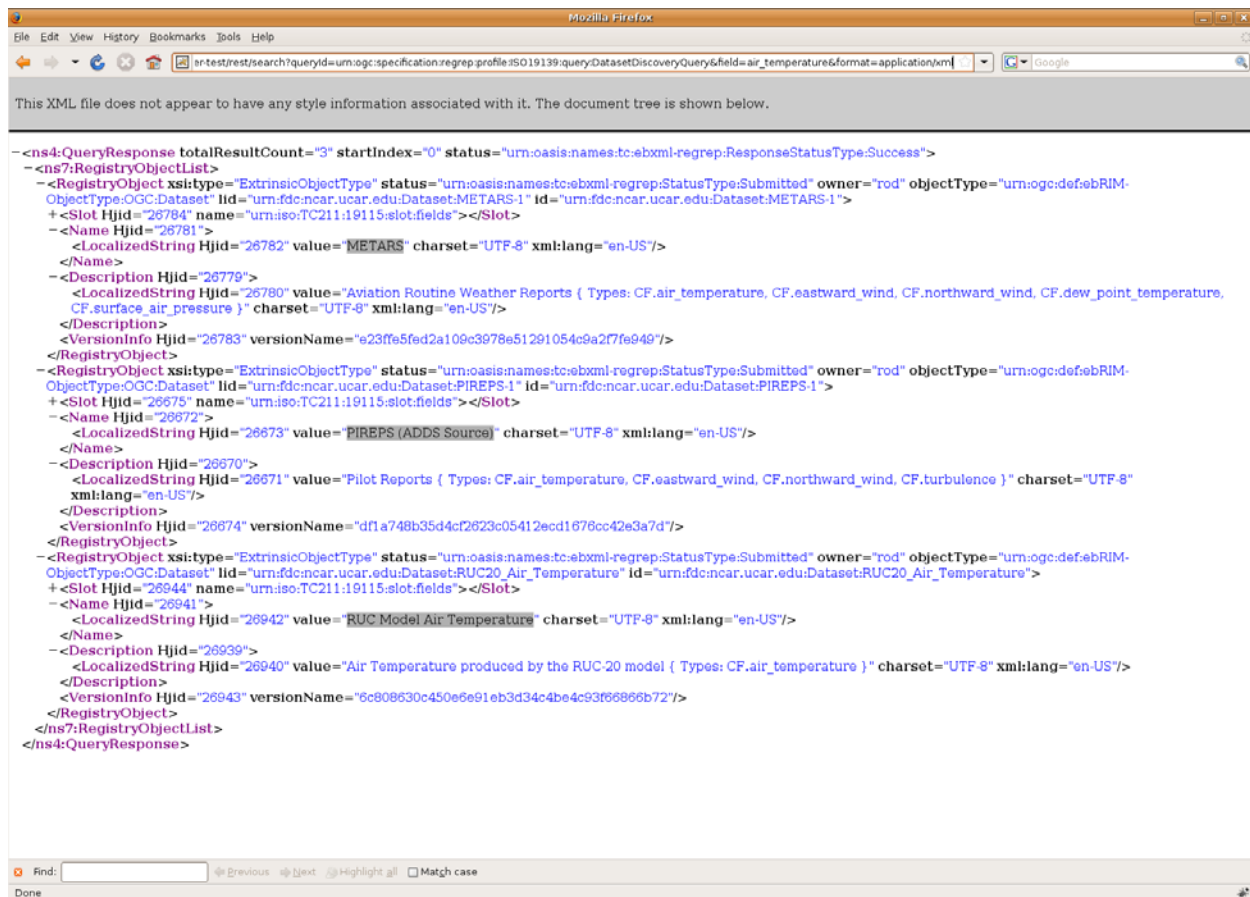 Mozilla Firefox
File Edit View History Bookmarks Tools Help
er-test/rest/search?queryId=urn:ogc:specification:regrep:profile:ISO19139:query:DatasetDiscoveryQuery&field=air_temperature&format=application/xml
Google
This XML file does not appear to have any style information associated with it. The document tree is shown below.
−<ns4:QueryResponse totalResultCount="3" startIndex="0" status="urn:oasis:names:tc:ebxml-regrep:ResponseStatusType:Success">
−<ns7:RegistryObjectList>
−<RegistryObject xsi:type="ExtrinsicObjectType" status="urn:oasis:names:tc:ebxml-regrep:StatusType:Submitted" owner="rod" objectType="urn:ogc:def:ebRIM-
ObjectType:OGC:Dataset" lid="urn:fdc:ncar.ucar.edu:Dataset:METARS-1" id="urn:fdc:ncar.ucar.edu:Dataset:METARS-1">
+<Slot Hjid="26784" name="urn:iso:TC211:19115:slot:fields"></Slot>
−<Name Hjid="26781">
<LocalizedString Hjid="26782" value="METARS" charset="UTF-8" xml:lang="en-US"/>
</Name>
−<Description Hjid="26779">
<LocalizedString Hjid="26780" value="Aviation Routine Weather Reports { Types: CF.air_temperature, CF.eastward_wind, CF.northward_wind, CF.dew_point_temperature,
CF.surface_air_pressure }" charset="UTF-8" xml:lang="en-US"/>
</Description>
<VersionInfo Hjid="26783" versionName="e23ffe5fed2a109c3978e51291054c9a2f7fe949"/>
</RegistryObject>
−<RegistryObject xsi:type="ExtrinsicObjectType" status="urn:oasis:names:tc:ebxml-regrep:StatusType:Submitted" owner="rod" objectType="urn:ogc:def:ebRIM-
ObjectType:OGC:Dataset" lid="urn:fdc:ncar.ucar.edu:Dataset:PIREPS-1" id="urn:fdc:ncar.ucar.edu:Dataset:PIREPS-1">
+<Slot Hjid="26675" name="urn:iso:TC211:19115:slot:fields"></Slot>
−<Name Hjid="26672">
<LocalizedString Hjid="26673" value="PIREPS (ADDS Source)" charset="UTF-8" xml:lang="en-US"/>
</Name>
−<Description Hjid="26670">
<LocalizedString Hjid="26671" value="Pilot Reports { Types: CF.air_temperature, CF.eastward_wind, CF.northward_wind, CF.turbulence }" charset="UTF-8"
xml:lang="en-US"/>
</Description>
<VersionInfo Hjid="26674" versionName="df1a748b35d4cf2623c05412ecd1676cc42e3a7d"/>
</RegistryObject>
−<RegistryObject xsi:type="ExtrinsicObjectType" status="urn:oasis:names:tc:ebxml-regrep:StatusType:Submitted" owner="rod" objectType="urn:ogc:def:ebRIM-
ObjectType:OGC:Dataset" lid="urn:fdc:ncar.ucar.edu:Dataset:RUC20_Air_Temperature" id="urn:fdc:ncar.ucar.edu:Dataset:RUC20_Air_Temperature">
+<Slot Hjid="26944" name="urn:iso:TC211:19115:slot:fields"></Slot>
−<Name Hjid="26941">
<LocalizedString Hjid="26942" value="RUC Model Air Temperature" charset="UTF-8" xml:lang="en-US"/>
</Name>
−<Description Hjid="26939">
<LocalizedString Hjid="26940" value="Air Temperature produced by the RUC-20 model { Types: CF.air_temperature }" charset="UTF-8" xml:lang="en-US"/>
</Description>
<VersionInfo Hjid="26943" versionName="6c808630c450e6e91eb3d34c4be4c93f66866b72"/>
</RegistryObject>
</ns7:RegistryObjectList>
</ns4:QueryResponse>
Find: Previous Next Highlight all Match case
Done